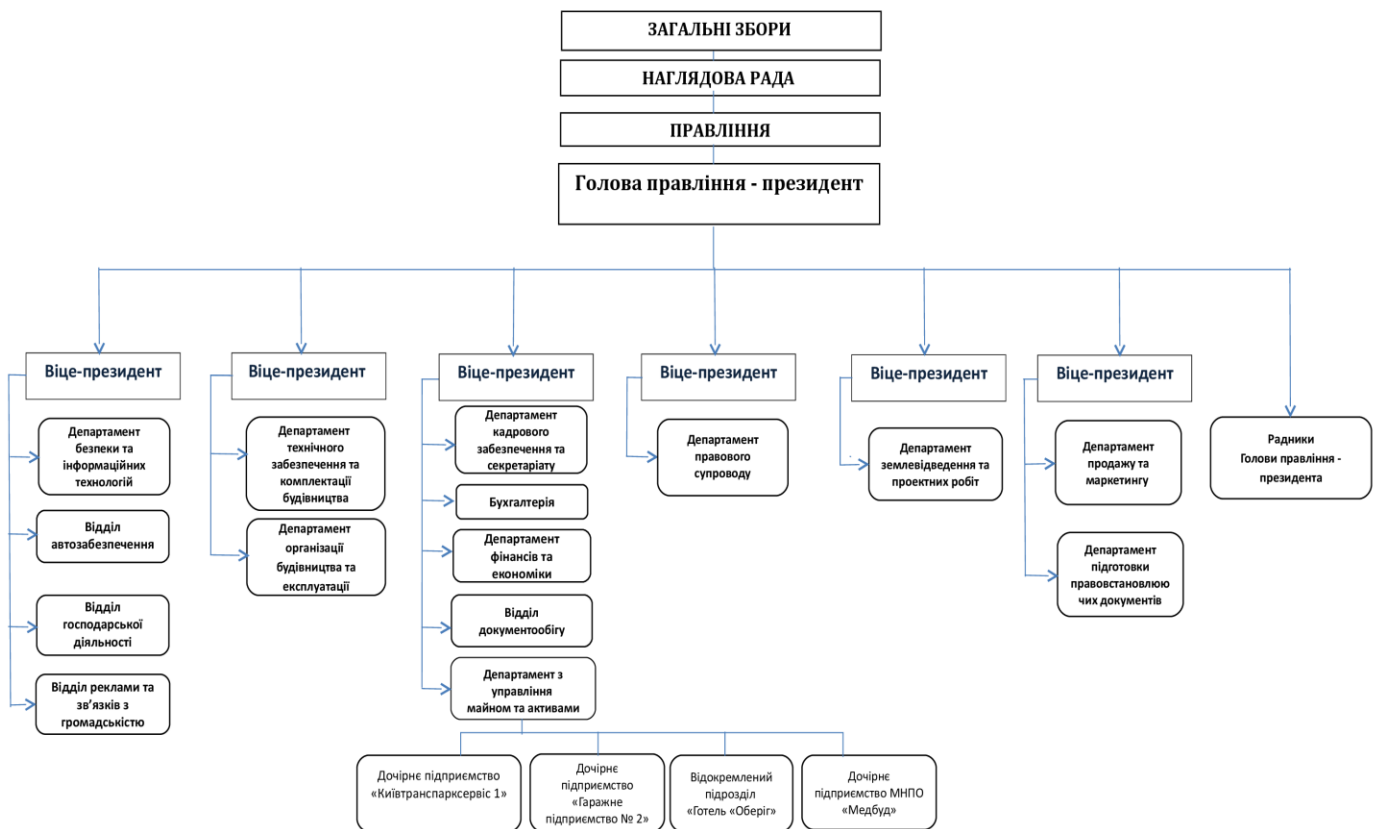 ЗАГАЛЬНІ ЗБОРИ
НАГЛЯДОВА РАДА
ПРАВЛІННЯ
Голова правління - президент
Віце-президент
Департамент
безпеки та
інформаційних
технологій
Відділ
автозабезпечення
Відділ
господарської
діяльності
Відділ реклами та
зв'язків з
громадськістю
Віце-президент
Департамент
технічного
забезпечення та
комплектації
будівництва
Департамент
організації
будівництва та
експлуатації
Віце-президент
Департамент
кадрового
забезпечення та
секретаріату
Бухгалтерія
Департамент
фінансів та
економіки
Відділ
документообігу
Департамент з
управління
майном та активами
Дочірнє підприємство
«Київтранспарксервіс 1»
Дочірнє
підприємство
«Гаражне
підприємство № 2»
Відокремлений
підрозділ
«Готель «Оберіг»
Дочірнє
підприємство МНПО
«Медбуд»
Віце-президент
Департамент
правового
супроводу
Віце-президент
Департамент
землевідведення та
проектних робіт
Віце-президент
Департамент
продажу та
маркетингу
Департамент
підготовки
правовстановлюю
чих документів
Радники
Голови правління -
президента